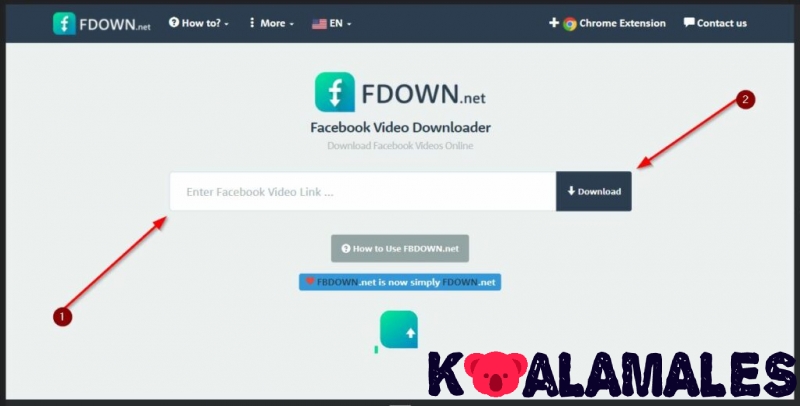 FDOWN.net How to? More EN Chrome Extension Contact us
2
FDOWN.net
Facebook Video Downloader
Download Facebook Videos Online
Enter Facebook Video Link ... Download
How to Use FBDOWN.net
FBDOWN.net is now simply FDOWN.net
1
KOALAMALES